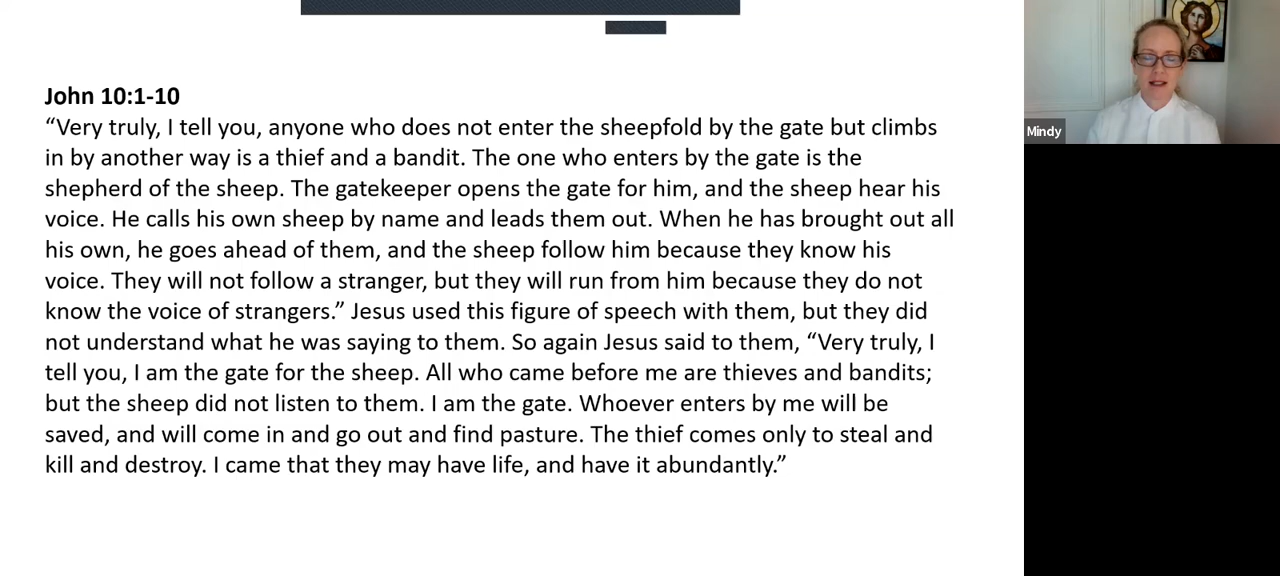 John 10:1-10
“Very truly, I tell you, anyone who does not enter the sheepfold by the gate but climbs
in by another way is a thief and a bandit. The one who enters by the gate is the
shepherd of the sheep. The gatekeeper opens the gate for him, and the sheep hear his
voice. He calls his own sheep by name and leads them out. When he has brought out all
his own, he goes ahead of them, and the sheep follow him because they know his
voice. They will not follow a stranger, but they will run from him because they do not
know the voice of strangers.” Jesus used this figure of speech with them, but they did
not understand what he was saying to them. So again Jesus said to them, “Very truly, I
tell you, I am the gate for the sheep. All who came before me are thieves and bandits;
but the sheep did not listen to them. I am the gate. Whoever enters by me will be
saved, and will come in and go out and find pasture. The thief comes only to steal and
kill and destroy. I came that they may have life, and have it abundantly.”
Mindy